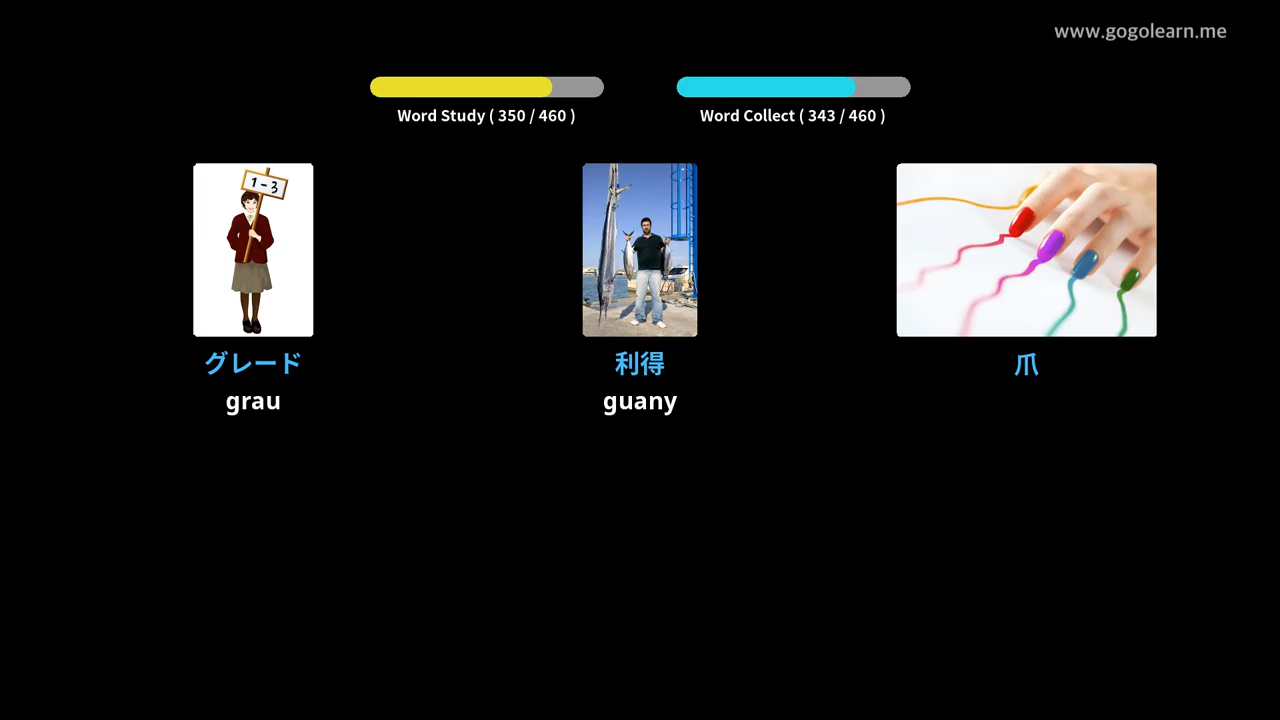 www.gogolearn.me
Word Study ( 350 / 460 )
Word Collect ( 343 / 460 )
1-3
グレード
利得
爪
grau
guany